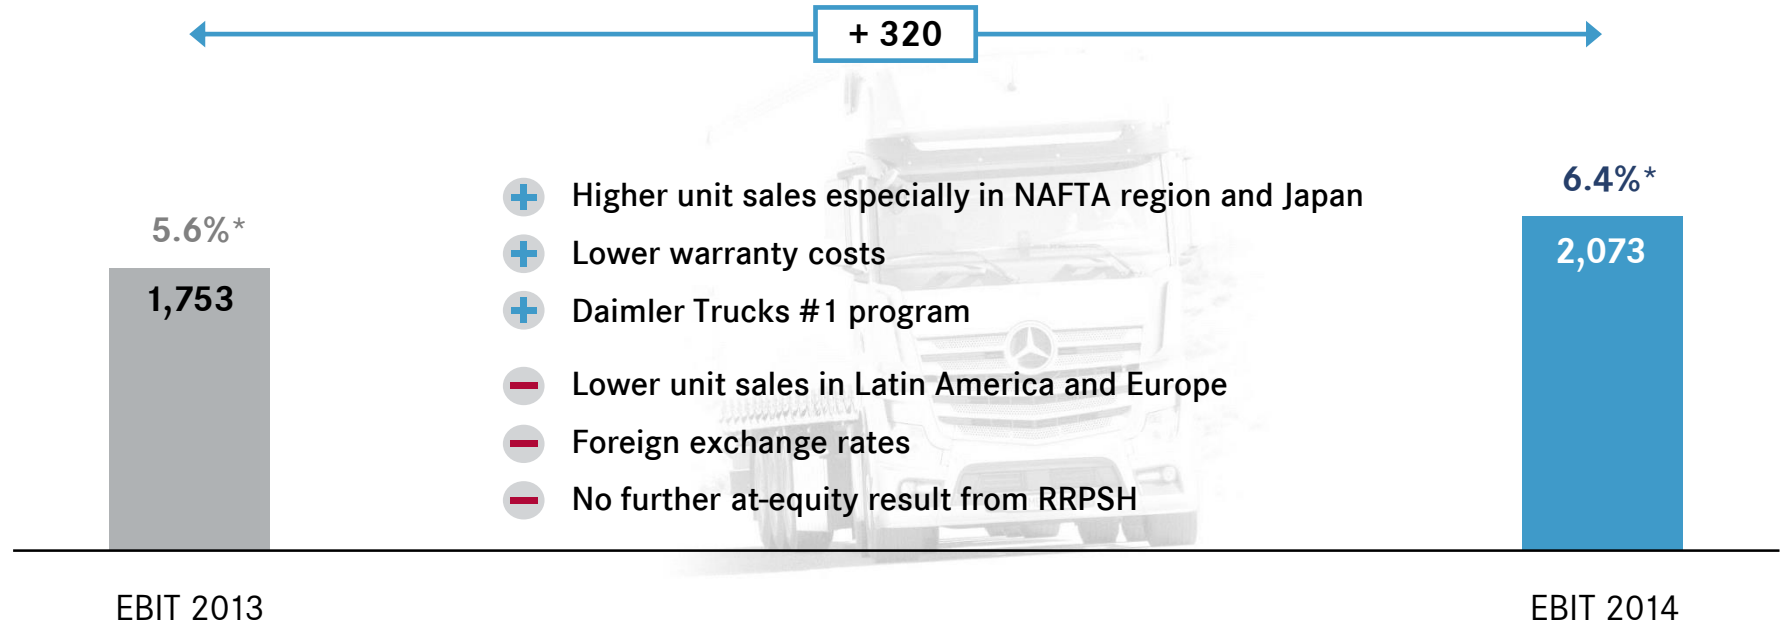 + 320
Higher unit sales especially in NAFTA region and Japan
Lower warranty costs
Daimler Trucks #1 program
Lower unit sales in Latin America and Europe
Foreign exchange rates
No further at-equity result from RRPSH
5.6%*
1,753
EBIT 2013
6.4%*
2,073
EBIT 2014